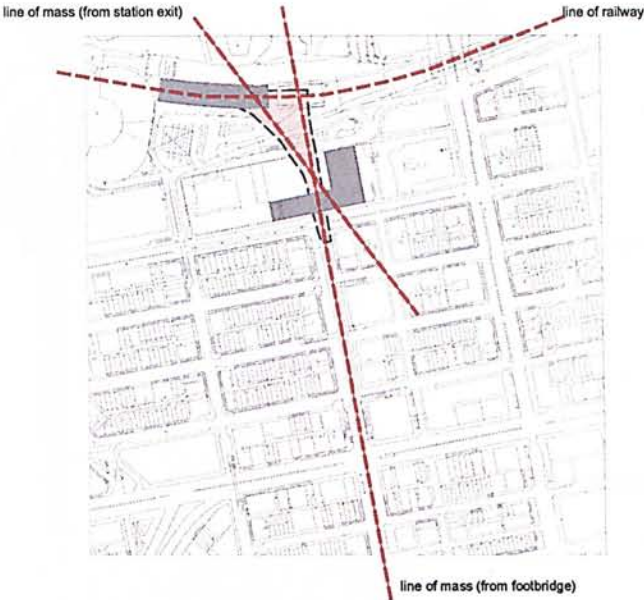 line of mass (from station exit)
line of railway
line of mass (from footbridge)